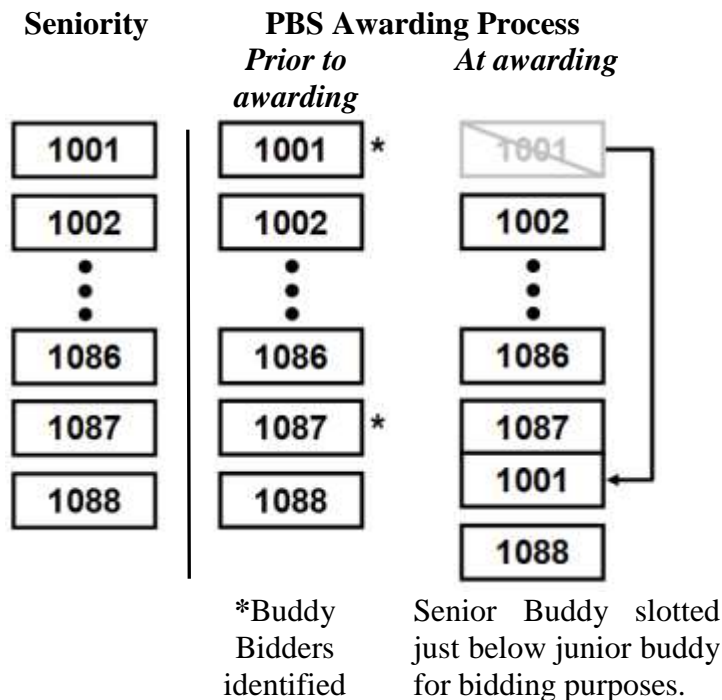 Seniority PBS Awarding Process
Prior to awarding At awarding
1001 1001 * 1001
1002 1002 1002
1086 1086 1086
1087 1087 * 1087
1001
1088 1088
1088
*Buddy
Bidders
identified
Senior Buddy slotted
just below junior buddy
for bidding purposes.